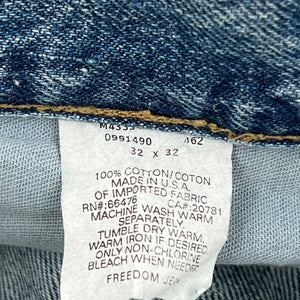 M4335
0991490 462
32 x 32
100% COTTON/COTON
MADE IN U.S.A.
OF IMPORTED FABRIC
RN#: 66476 CA# 20781
MACHINE WASH WARM
SEPARATELY
TUMBLE DRY WARM.
WARM IRON IF DESIRED
ONLY NON-CHLORINE
BLEACH WHEN NEEDED
FREEDOM